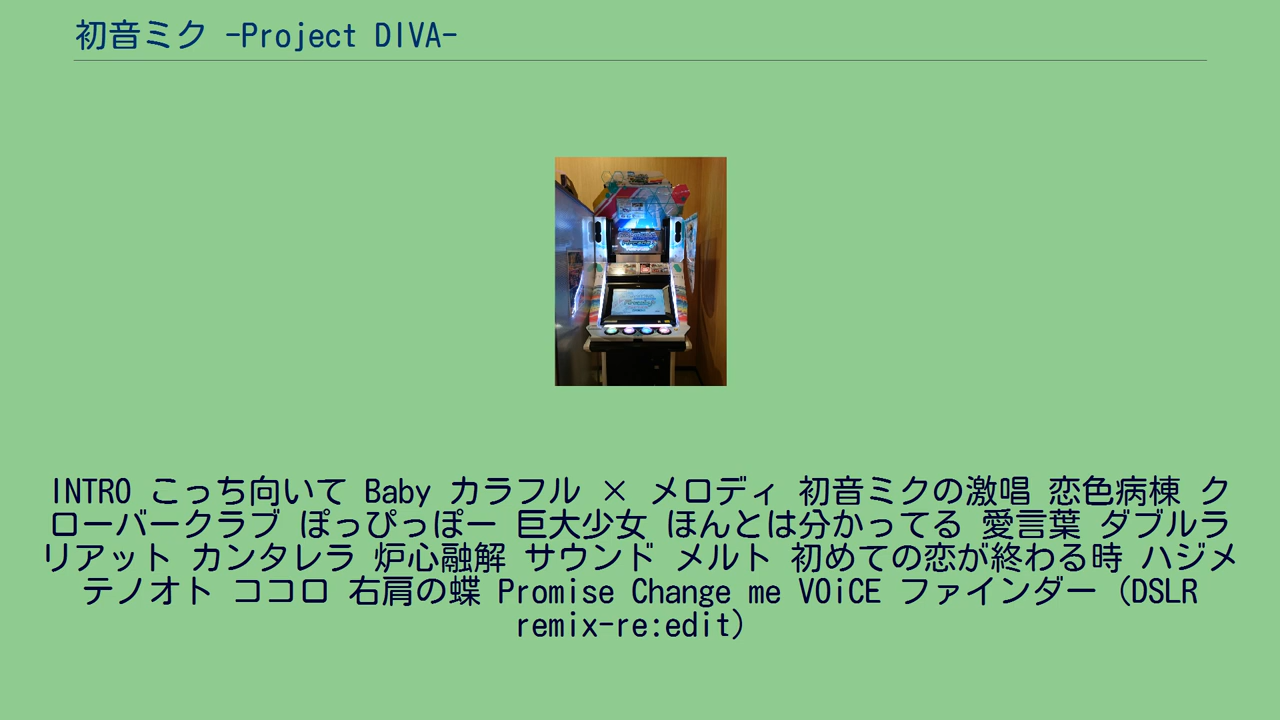 初音ミク -Project DIVA-
INTRO こっち向いて Baby カラフル × メロディ 初音ミクの激唱 恋色病棟 ク
ローバークラブ ぽっぴっぽー 巨大少女 ほんとは分かってる 愛言葉 ダブルラ
リアット カンタレラ 炉心融解 サウンド メルト 初めての恋が終わる時 ハジメ
テノオト ココロ 右肩の蝶 Promise Change me VOiCE ファインダー (DSLR
remix-re:edit)